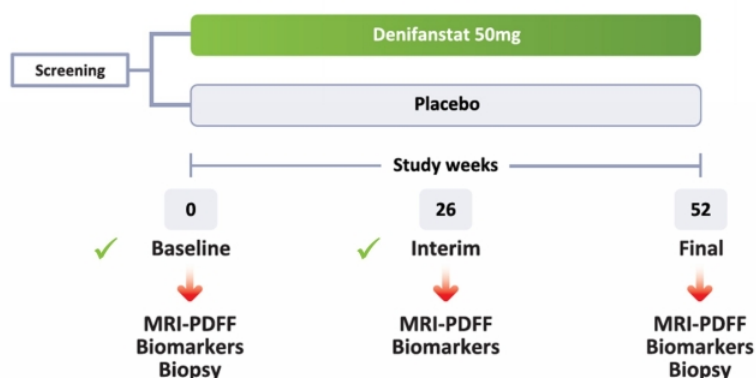 Denifanstat 50mg
Screening
Placebo
Study weeks
0 26 52
Baseline Interim Final
MRI-PDFF MRI-PDFF MRI-PDFF
Biomarkers Biomarkers Biomarkers
Biopsy Biopsy